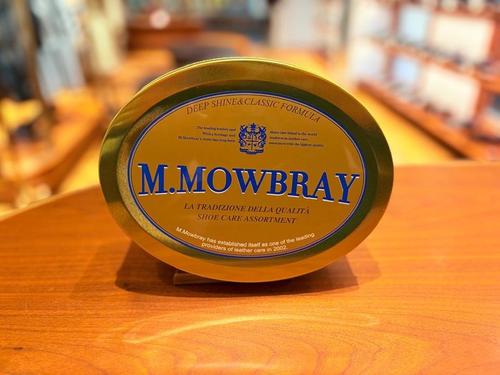 DEEP SHINE&CLASSIC FORMULA
M.MOWBRAY
LA TRADIZIONE DELLA QUALITÀ
SHOE CARE ASSORTMENT
M.Mowbray has established itself as one of the leading
providers of leather care in 2002.